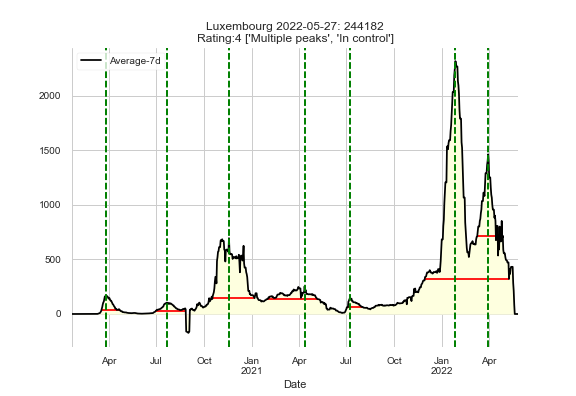 Luxembourg 2022-05-27: 244182
Rating:4 ['Multiple peaks', 'In control']
Average-7d
2000
1500
1000
500
0
Apr Jul Oct Jan Apr Jul Oct Jan Apr
2021 2022
Date